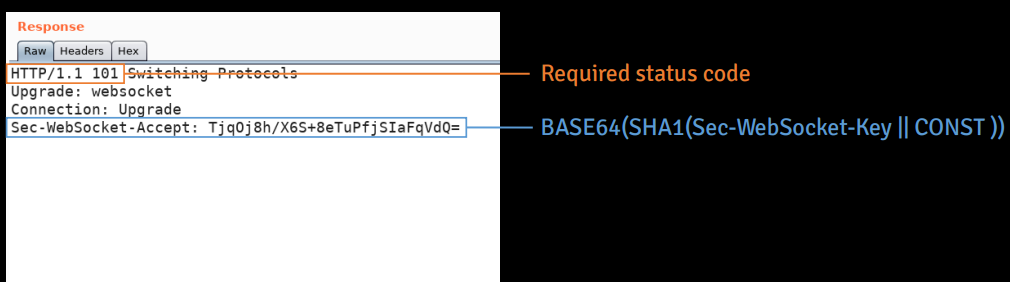 Response
Raw Headers Hex
HTTP/1.1 101 Switching Protocols
Required status code
Upgrade: websocket
Connection: Upgrade
Sec-WebSocket-Accept: TjqOj8h/X6S+8eTuPfjSIaFqVdQ=
BASE64(SHA1(Sec-WebSocket-Key || CONST ))